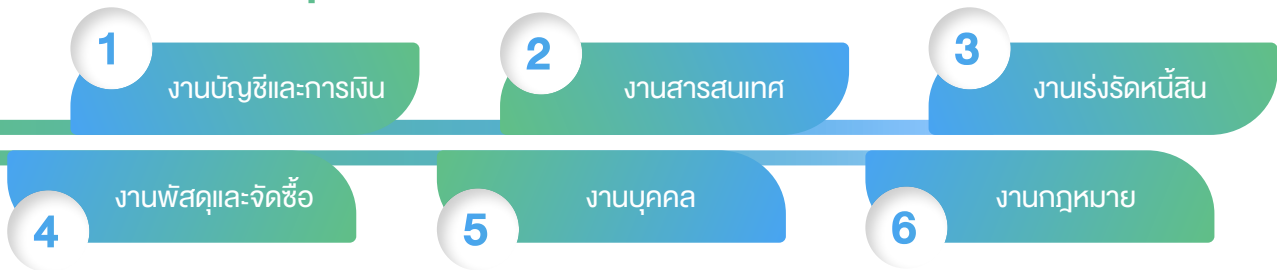 1
งานบัญชีและการเงิน
2
งานสารสนเทศ
3
งานเร่งรัดหนี้สิน
4
งานพัสดุและจัดซื้อ
5
งานบุคคล
6
งานกฎหมาย